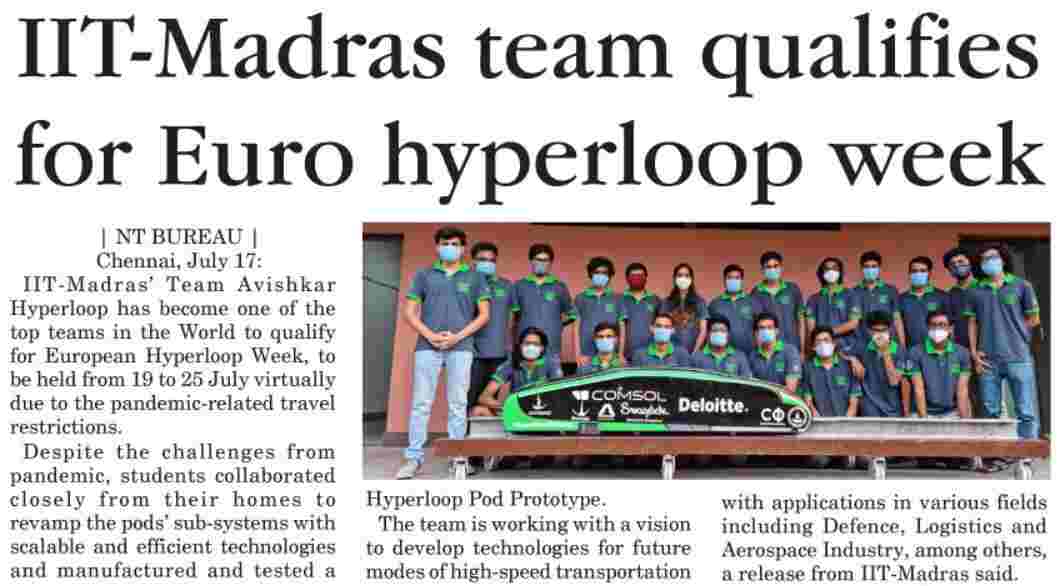 IIT-Madras team qualifies
for Euro hyperloop week
| NT BUREAU |
Chennai, July 17:
IIT-Madras' Team Avishkar
Hyperloop has become one of the
top teams in the World to qualify
for European Hyperloop Week, to
be held from 19 to 25 July virtually
due to the pandemic-related travel
restrictions.
Despite the challenges from
pandemic, students collaborated
closely from their homes to
revamp the pods' sub-systems with
scalable and efficient technologies
and manufactured and tested a
COMSOL
Deloitte.
Hyperloop Pod Prototype.
The team is working with a vision
to develop technologies for future
modes of high-speed transportation
with applications in various fields
including Defence, Logistics and
Aerospace Industry, among others,
a release from IIT-Madras said.